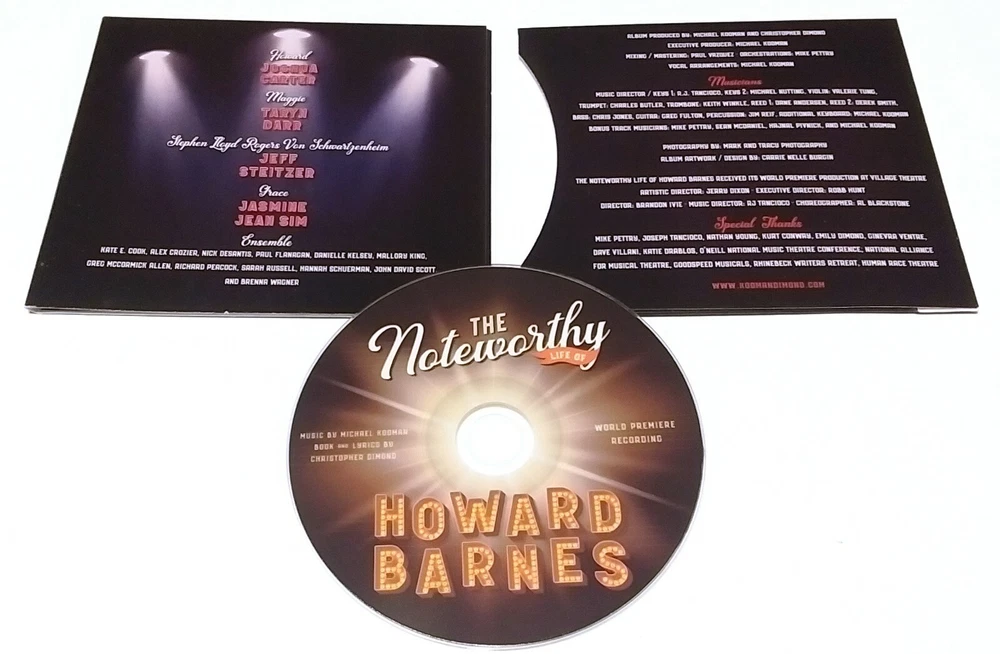 Howard
JOSHUA
CARTER
Maggie
TARYN
DARR
Stephen Lloyd Rogers Von Schwartzenheim
JEFF
STEITZER
Grace
JASMINE
JEAN SIM
Ensemble
KATE E. COOK, ALEX CROZIER, NICK DESANTIS, PAUL FLANAGAN, DANIELLE KELSEY, MALLORY KING,
GREG MCCORMICK ALLEN, RICHARD PEACOCK, SARAH RUSSELL, HANNAH SCHUERMAN, JOHN DAVID SCOTT
AND BRENNA WAGNER
ALBUM PRODUCED BY: MICHAEL KOOMAN AND CHRISTOPHER DIMOND
EXECUTIVE PRODUCER: MICHAEL KOOMAN
MIXING / MASTERING: PAUL VAZQUEZ · ORCHESTRATIONS: MIKE PETTRY
VOCAL ARRANGEMENTS: MICHAEL KOOMAN
Musicians
MUSIC DIRECTOR / KEYS 1: R.J. TANCIOCO, KEYS 2: MICHAEL NUTTING, VIOLIN: VALERIE TUNG,
TRUMPET: CHARLES BUTLER, TROMBONE: KEITH WINKLE, REED 1: DANE ANDERSEN, REED 2: DEREK SMITH,
BASS: CHRIS JONES, GUITAR: GREG FULTON, PERCUSSION: JIM REIF, ADDITIONAL KEYBOARD: MICHAEL KOOMAN
BONUS TRACK MUSICIANS: MIKE PETTRY, SEAN MCDANIEL, HAJNAL PIVNICK, AND MICHAEL KOOMAN
PHOTOGRAPHY BY: MARK AND TRACY PHOTOGRAPHY
ALBUM ARTWORK / DESIGN BY: CARRIE NELLE BURGIN
THE NOTEWORTHY LIFE OF HOWARD BARNES RECEIVED ITS WORLD PREMIERE PRODUCTION AT VILLAGE THEATRE
ARTISTIC DIRECTOR: JERRY DIXON · EXECUTIVE DIRECTOR: ROBB HUNT
DIRECTOR: BRANDON IVIE · MUSIC DIRECTOR: RJ TANCIOCO · CHOREOGRAPHER: AL BLACKSTONE
Special Thanks
MIKE PETTRY, JOSEPH TANCIOCO, NATHAN YOUNG, KURT CONWAY, EMILY DIMOND, GINEVRA VENTRE,
DAVE VILLANI, KATIE DRABLOS, O'NEILL NATIONAL MUSIC THEATRE CONFERENCE, NATIONAL ALLIANCE
FOR MUSICAL THEATRE, GOODSPEED MUSICALS, RHINEBECK WRITERS RETREAT, HUMAN RACE THEATRE
WWW.KOOMANDIMOND.COM
THE
Noteworthy
LIFE OF
MUSIC BY MICHAEL KOOMAN
BOOK AND LYRICS BY
CHRISTOPHER DIMOND
WORLD PREMIERE
RECORDING
HOWARD
BARNES